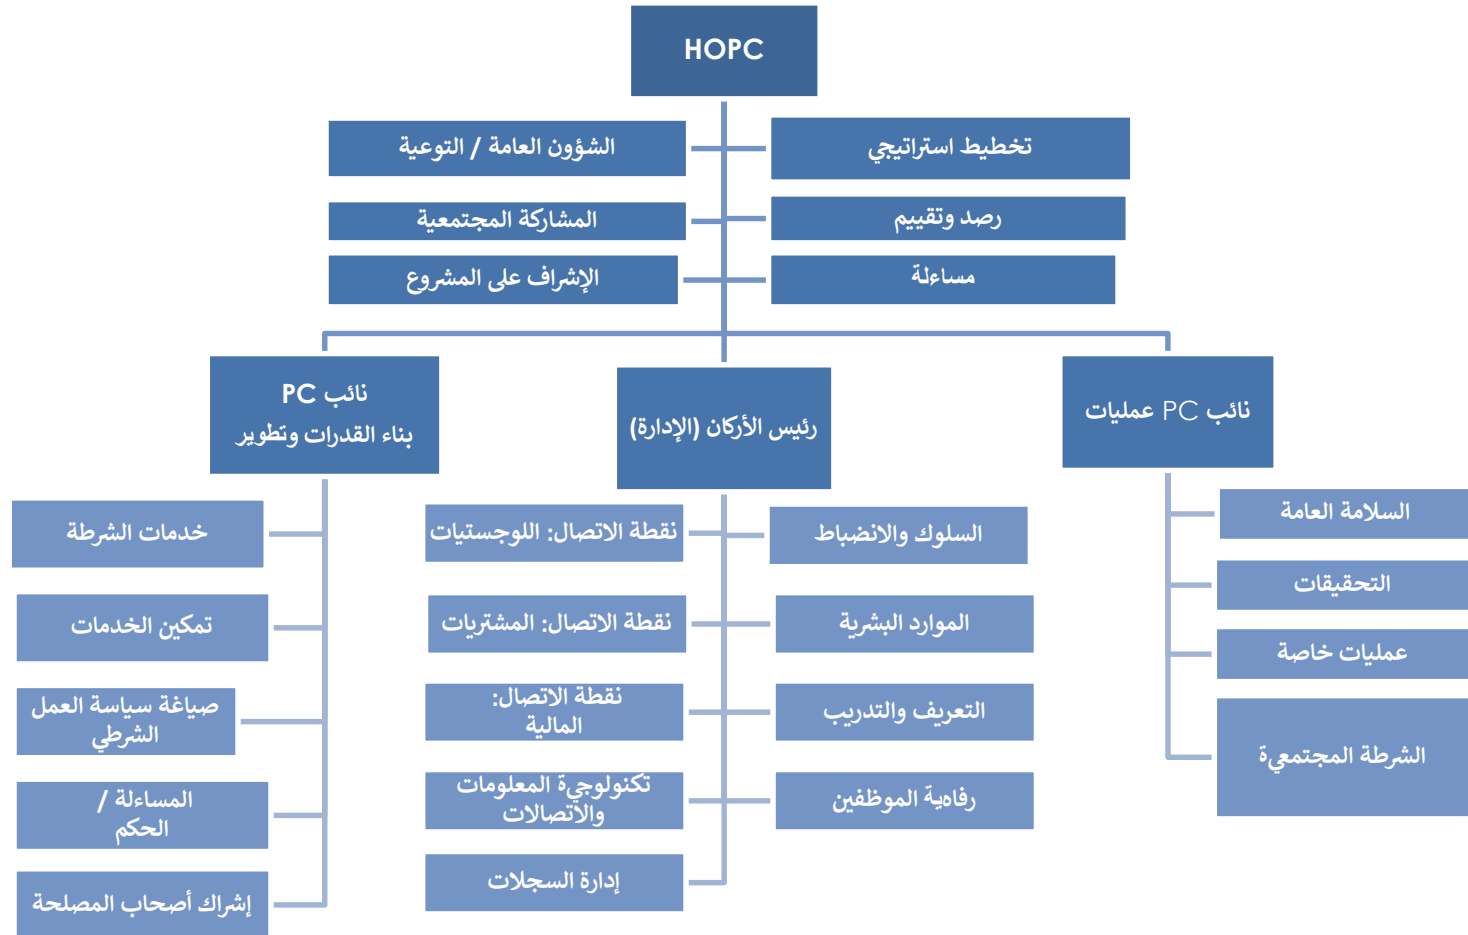 HOPC
تخطيط استراتيجي
الشؤون العامة / التوعية
رصد وتقييم
المشاركة المجتمعية
مساءلة
الإشراف على المشروع
نائب PC عمليات
رئيس الأركان (الإدارة)
نائب PC
بناء القدرات وتطوير
السلامة العامة
التحقيقات
عمليات خاصة
الشرطة المجتمعيةة
السلوك والانضباط
نقطة الاتصال: اللوجستيات
الموارد البشرية
نقطة الاتصال: المشتريات
التعريف والتدريب
نقطة الاتصال:
المالية
رفاهية الموظفين
تكنولوجيةة المعلومات
والاتصالات
إدارة السجلات
خدمات الشرطة
تمكين الخدمات
صياغة سياسة العمل
الشرطي
المساءلة /
الحكم
إشراك أصحاب المصلحة